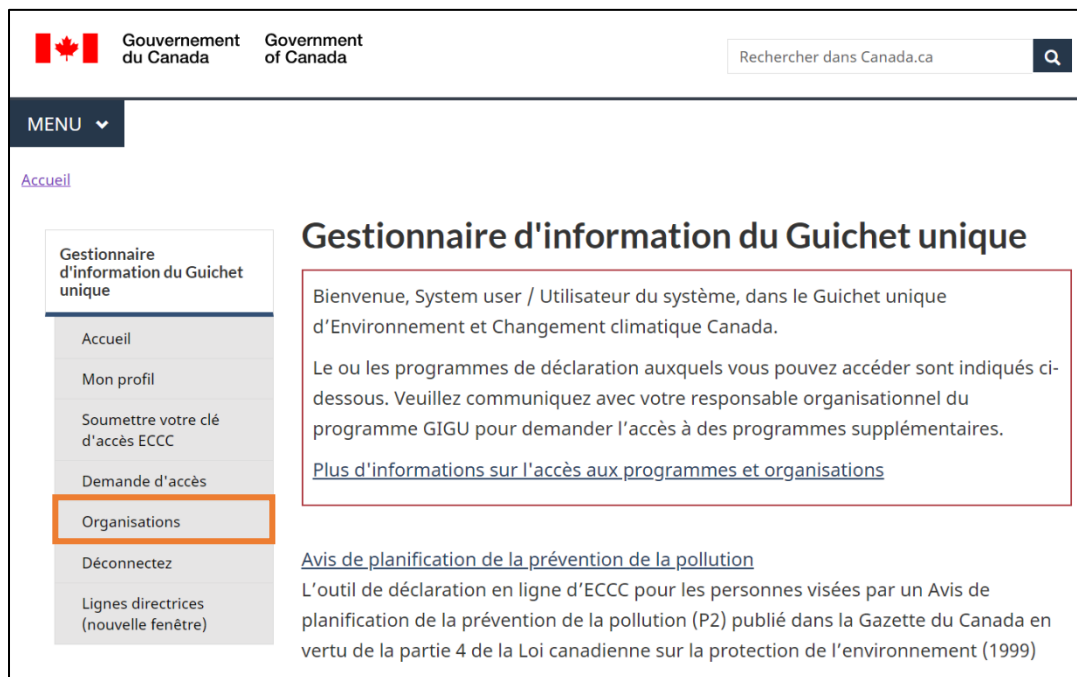 Gouvernement du Canada
Government of Canada
Rechercher dans Canada.ca
MENU
Accueil
Gestionnaire
d'information du Guichet
unique
Accueil
Mon profil
Soumettre votre clé
d'accès ECCC
Demande d'accès
Organisations
Déconnectez
Lignes directrices
(nouvelle fenêtre)
Gestionnaire d'information du Guichet unique
Bienvenue, System user / Utilisateur du système, dans le Guichet unique
d'Environnement et Changement climatique Canada.
Le ou les programmes de déclaration auxquels vous pouvez accéder sont indiqués ci-
dessous. Veuillez communiquez avec votre responsable organisationnel du
programme GIGU pour demander l'accès à des programmes supplémentaires.
Plus d'informations sur l'accès aux programmes et organisations
Avis de planification de la prévention de la pollution
L'outil de déclaration en ligne d'ECCC pour les personnes visées par un Avis de
planification de la prévention de la pollution (P2) publié dans la Gazette du Canada en
vertu de la partie 4 de la Loi canadienne sur la protection de l'environnement (1999)